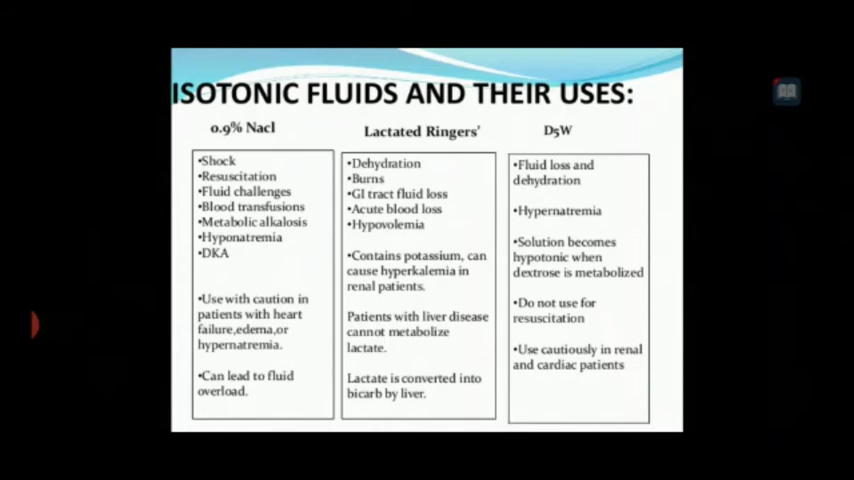 ISOTONIC FLUIDS AND THEIR USES:
0.9% Nacl
•Shock
•Resuscitation
•Fluid challenges
•Blood transfusions
•Metabolic alkalosis
•Hyponatremia
•DKA
•Use with caution in
patients with heart
failure,edema,or
hypernatremia.
•Can lead to fluid
overload.
Lactated Ringers'
•Dehydration
•Burns
•GI tract fluid loss
•Acute blood loss
•Hypovolemia
•Contains potassium, can
cause hyperkalemia in
renal patients.
Patients with liver disease
cannot metabolize
lactate.
Lactate is converted into
bicarb by liver.
D5W
•Fluid loss and
dehydration
•Hypernatremia
•Solution becomes
hypotonic when
dextrose is metabolized
•Do not use for
resuscitation
•Use cautiously in renal
and cardiac patients